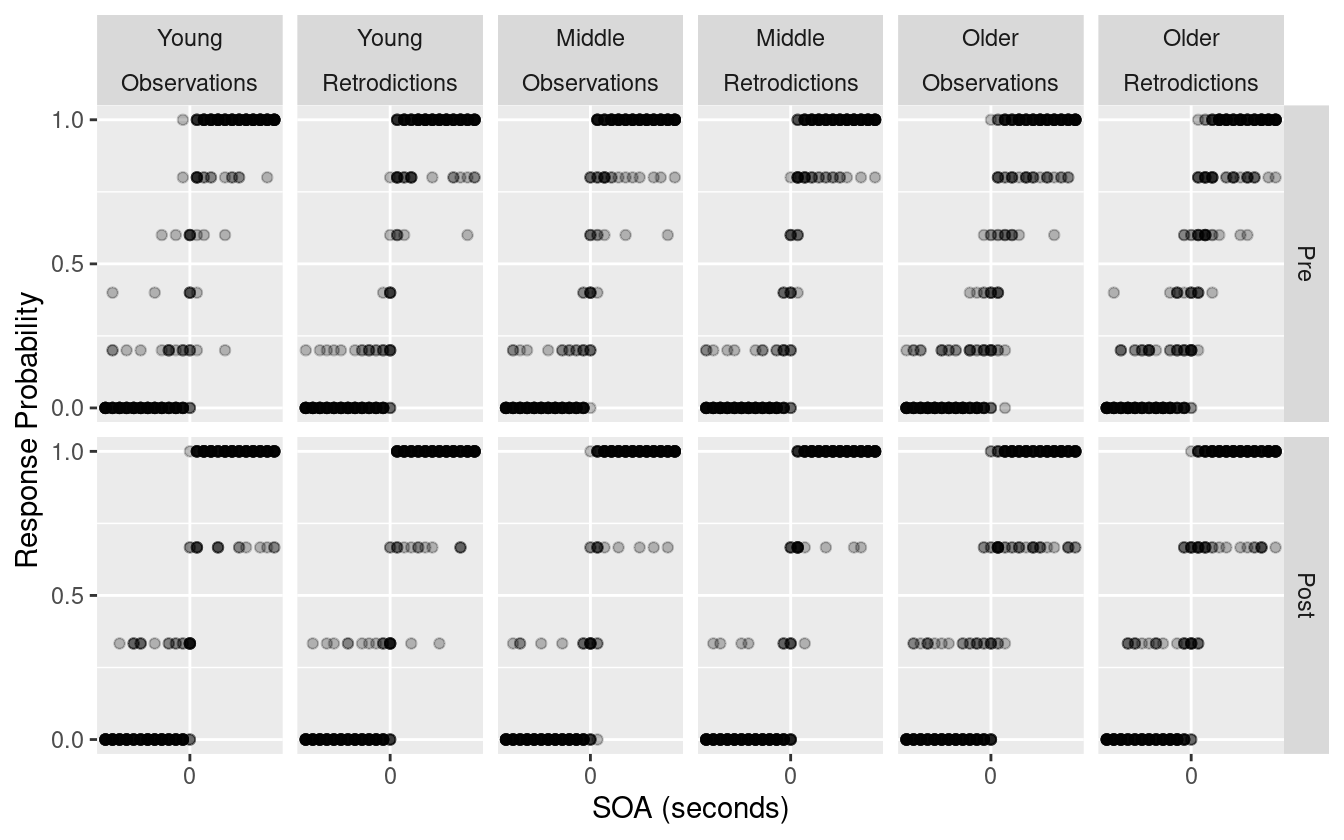 Young Young Middle Middle Older Older
Observations Retrodictions Observations Retrodictions Observations Retrodictions
1.0
0.5
0.0
Pre
1.0
0.5
0.0
Post
Response Probability
0 0 0 0 0 0
SOA (seconds)